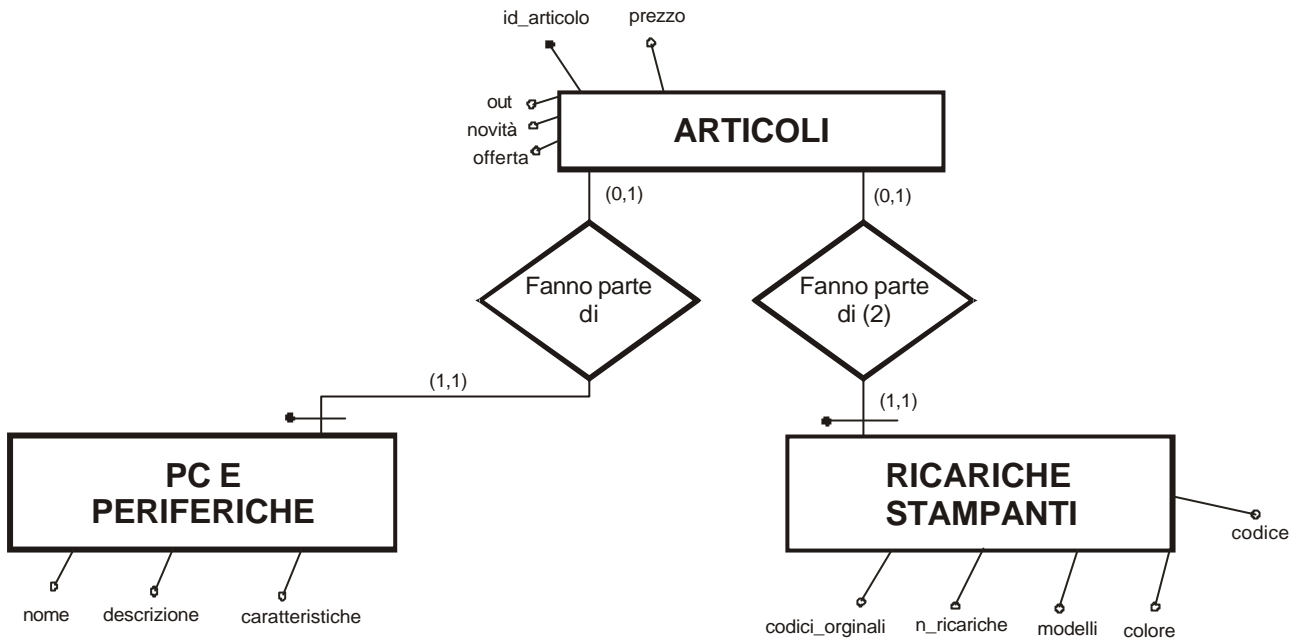 id_articolo
prezzo
out
novità
offerta
ARTICOLI
(0,1)
(0,1)
Fanno parte
di
Fanno parte
di (2)
(1,1)
(1,1)
PC E
PERIFERICHE
RICARICHE
STAMPANTI
codice
nome
descrizione
caratteristiche
codici_orginali
n_ricariche
modelli
colore